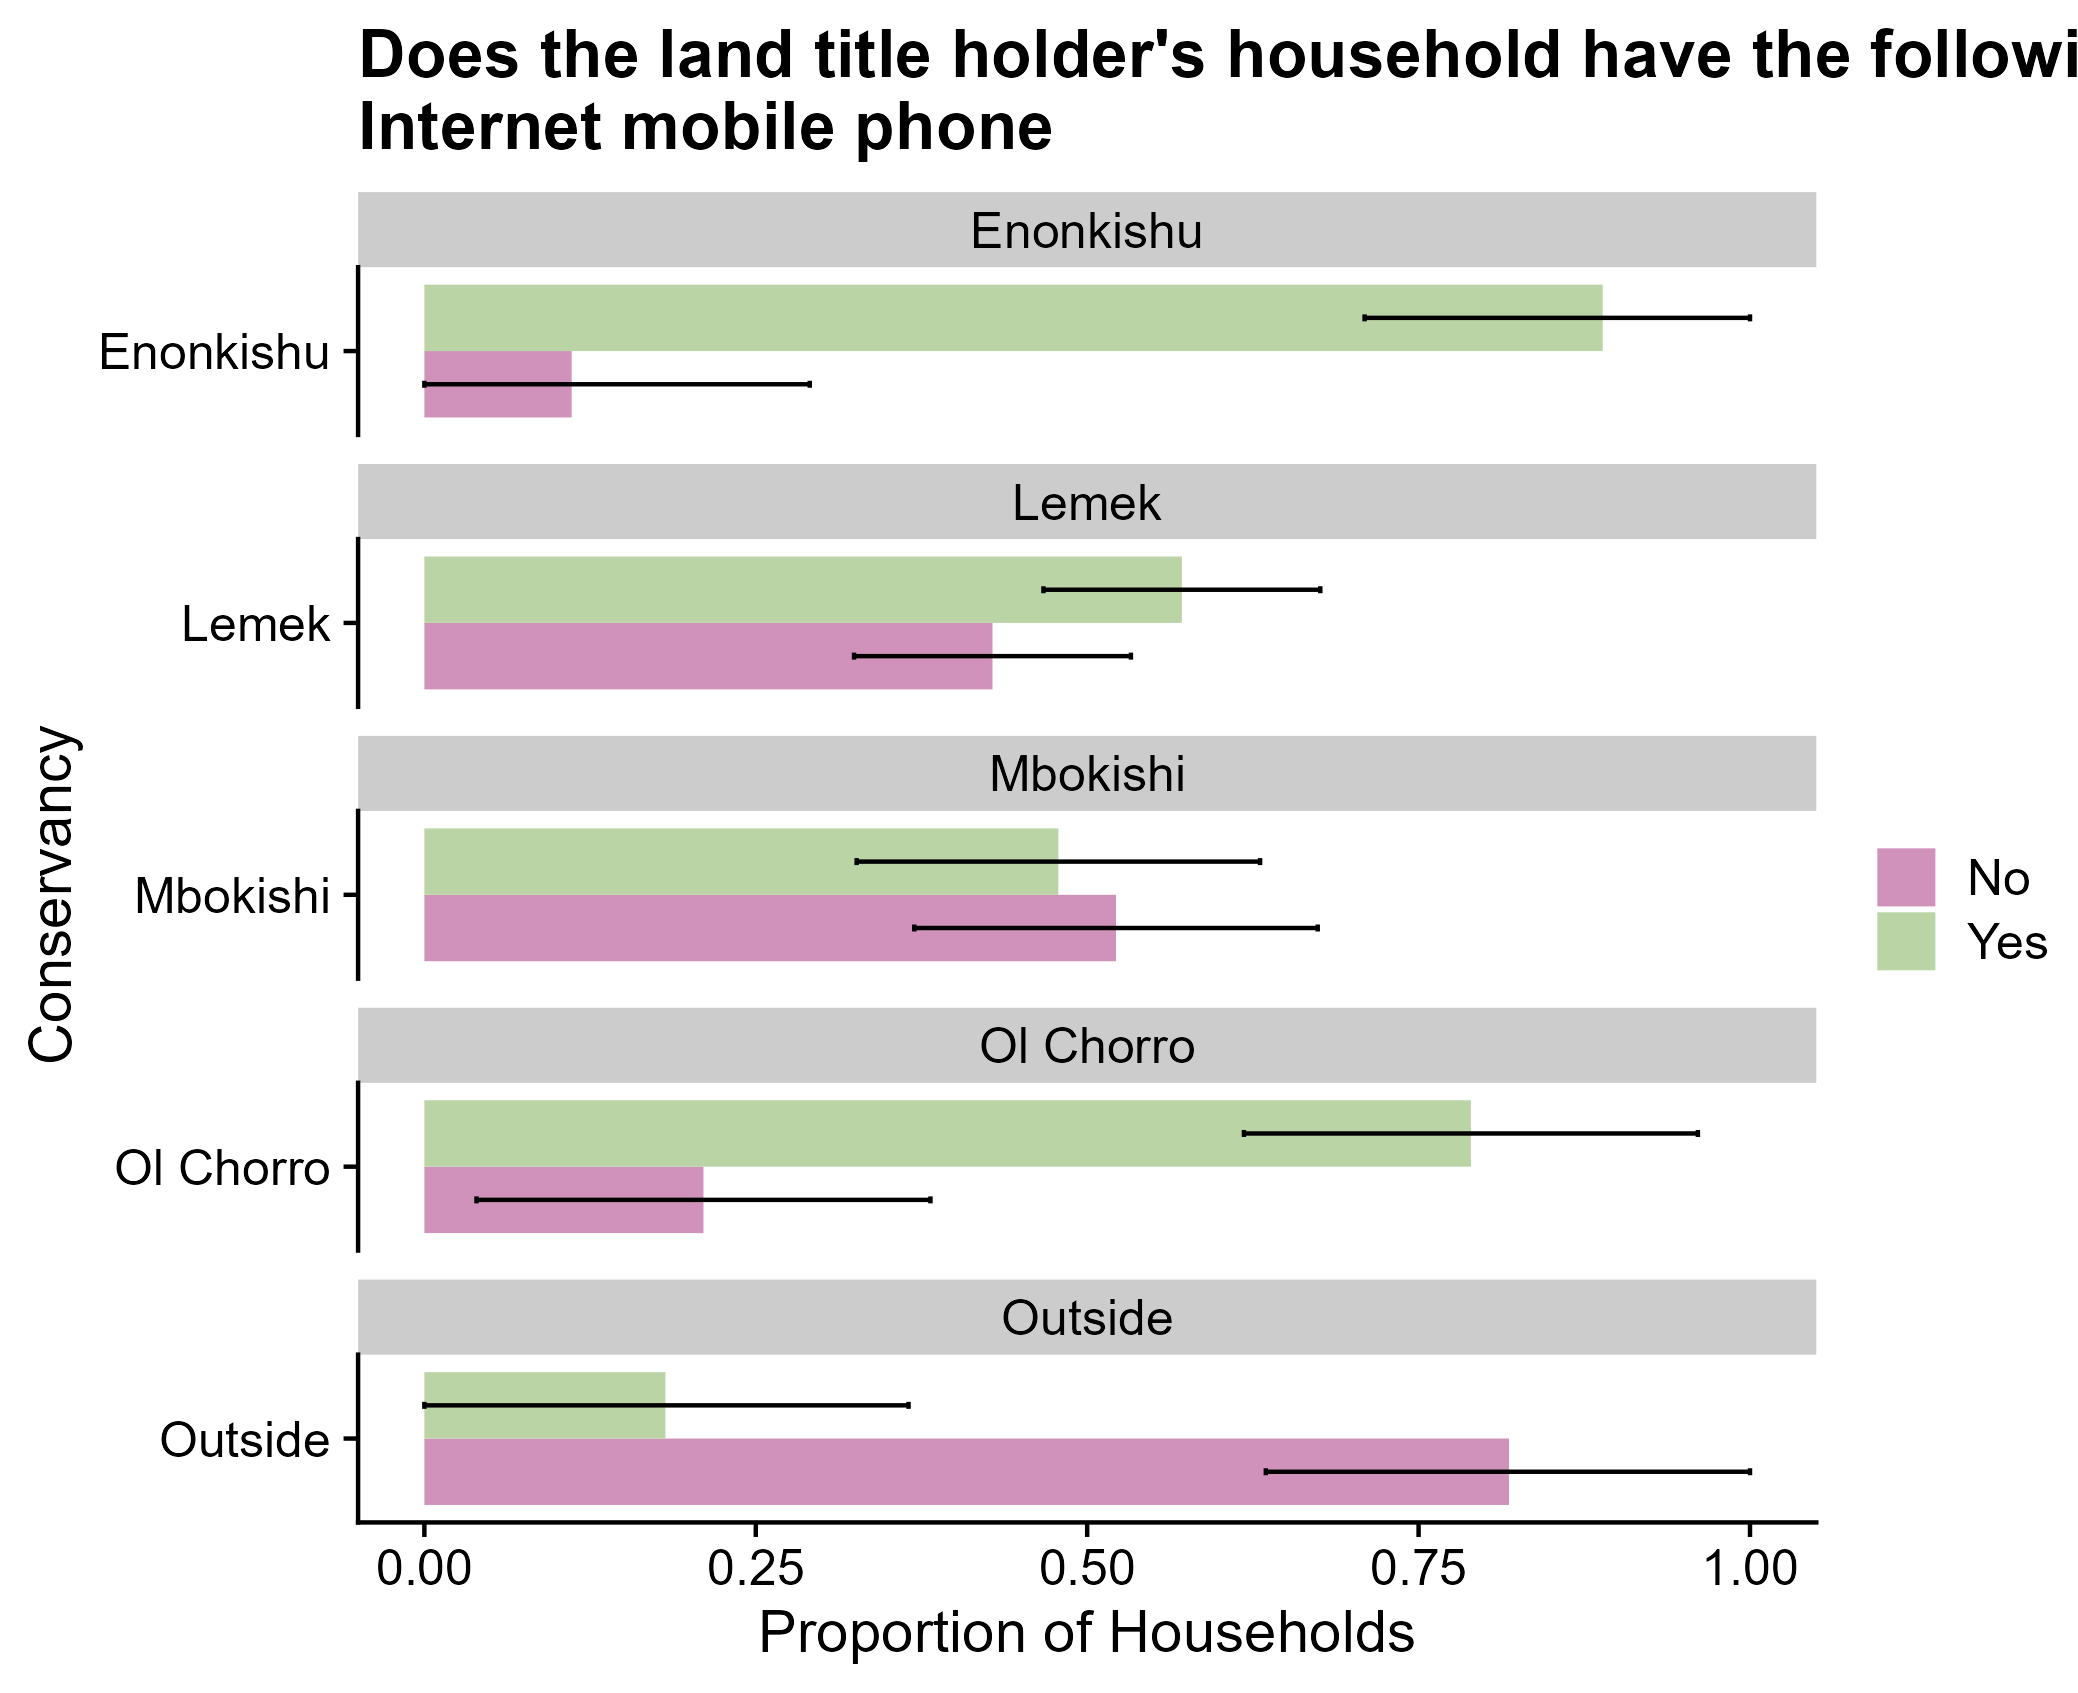 Does the land title holder's household have the followi
Internet mobile phone
Enonkishu
Enonkishu
Lemek
Lemek
Mbokishi
Mbokishi
Ol Chorro
Ol Chorro
Outside
Outside
Conservancy
No
Yes
0.00 0.25 0.50 0.75 1.00
Proportion of Households